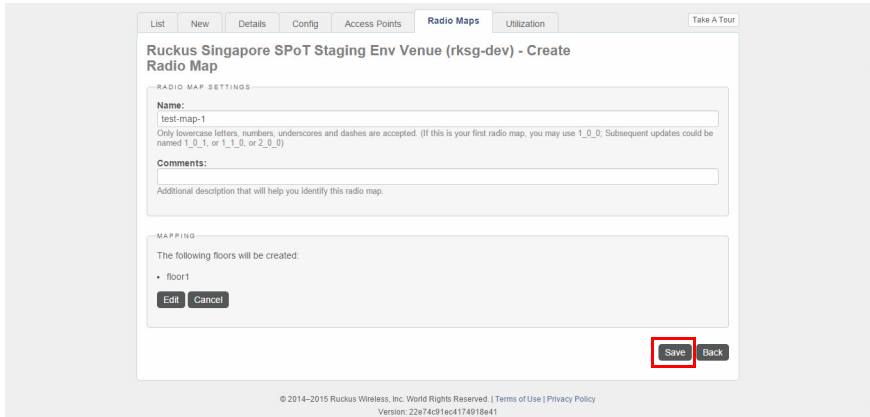 List New Details Config Access Points Radio Maps Utilization Take A Tour
Ruckus Singapore SPoT Staging Env Venue (rksg-dev) - Create
Radio Map
RADIO MAP SETTINGS
Name:
test-map-1
Only lowercase letters, numbers, underscores and dashes are accepted. (If this is your first radio map, you may use 1_0_0; Subsequent updates could be
named 1_0_1, or 1_1_0, or 2_0_0)
Comments:
Additional description that will help you identify this radio map.
MAPPING
The following floors will be created:
• floor1
Edit Cancel
Save Back
© 2014–2015 Ruckus Wireless, Inc. World Rights Reserved. | Terms of Use | Privacy Policy
Version: 22e74c91ec4174918e41